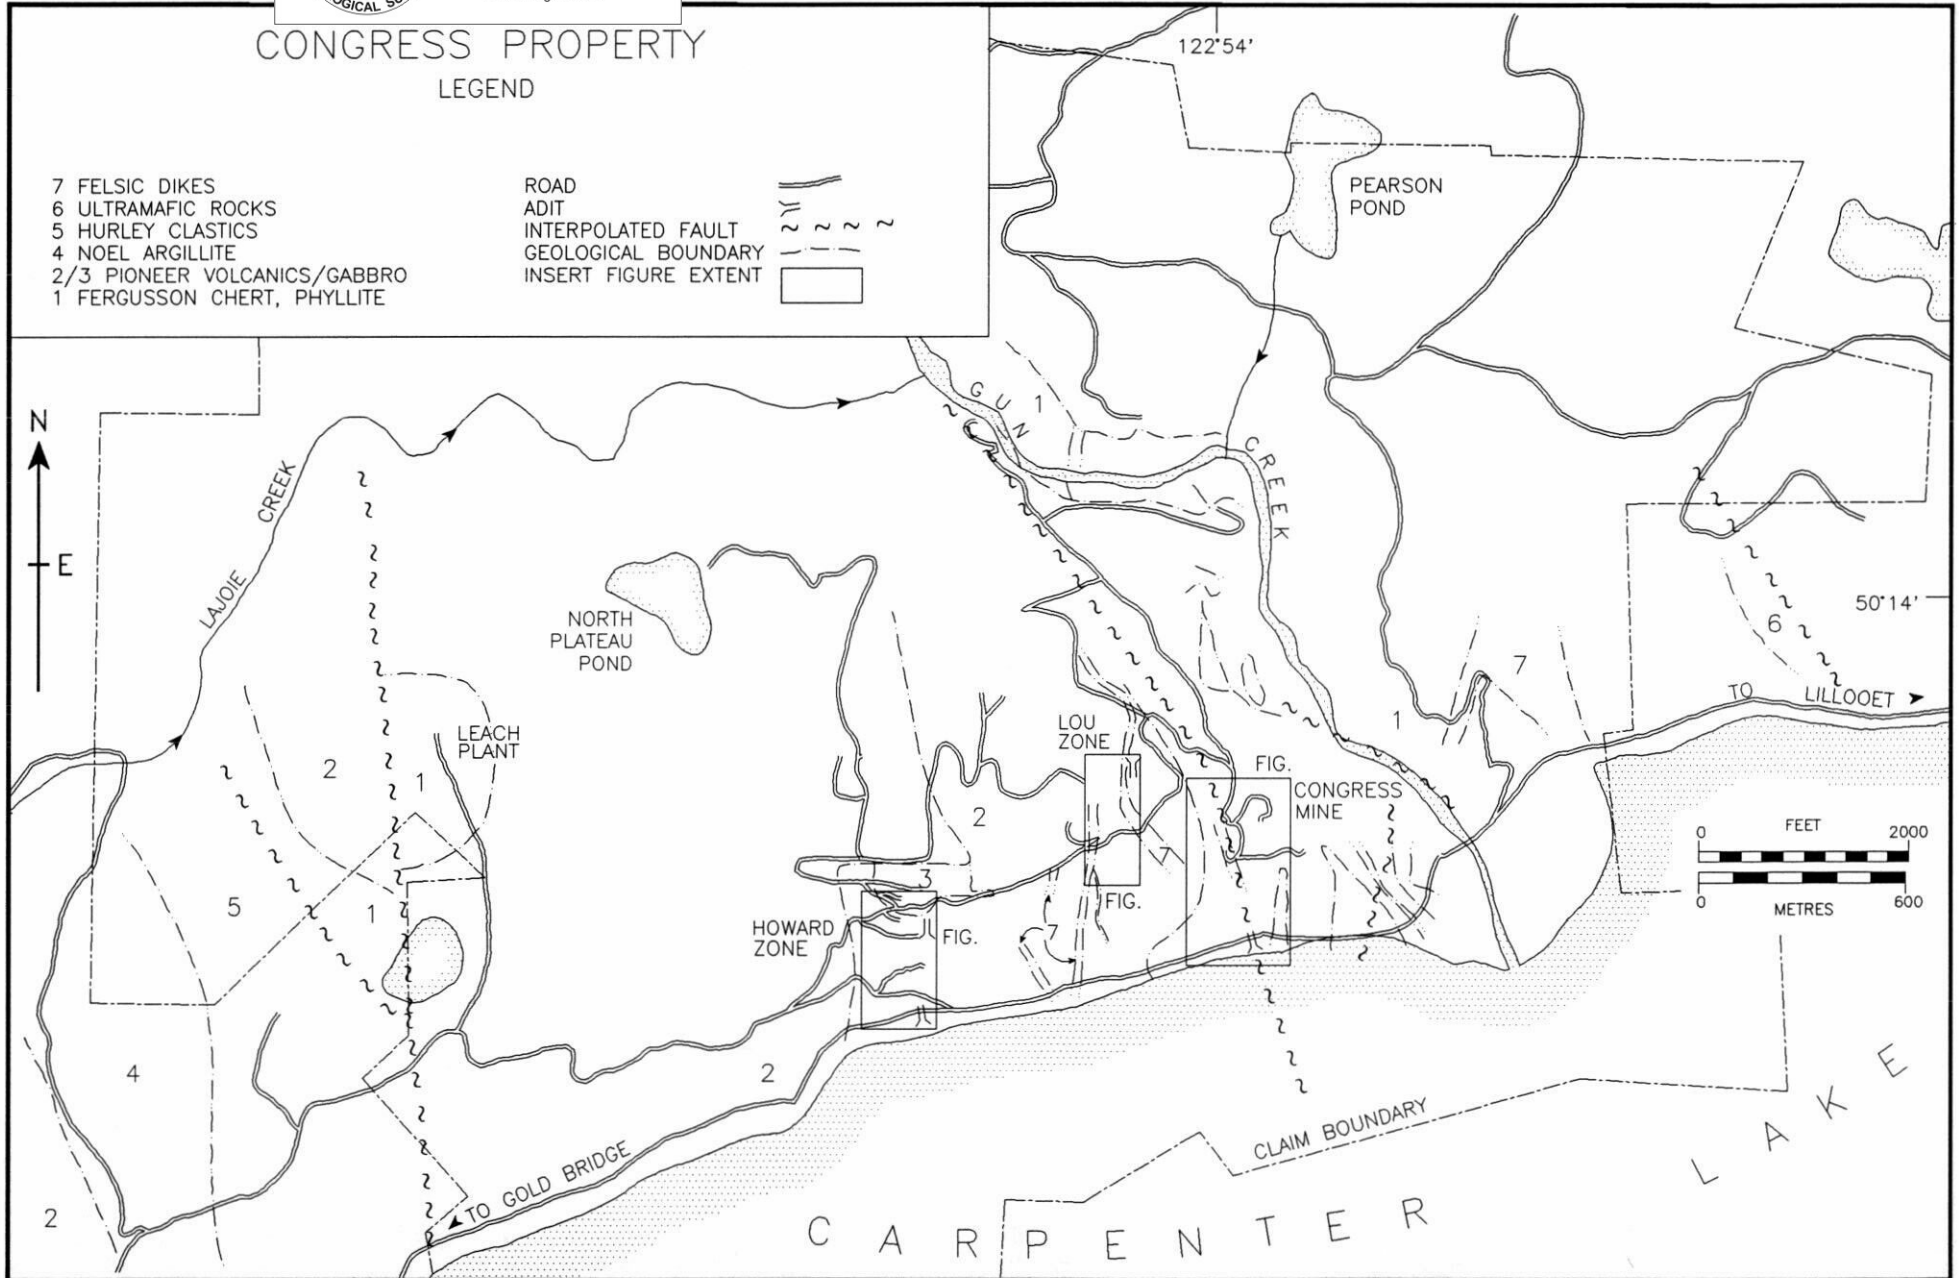 OGICAL SU
CONGRESS PROPERTY
LEGEND
7 FELSIC DIKES
6 ULTRAMAFIC ROCKS
5 HURLEY CLASTICS
4 NOEL ARGILLITE
2/3 PIONEER VOLCANICS/GABBRO
1 FERGUSSON CHERT, PHYLLITE
ROAD
ADIT
INTERPOLATED FAULT
GEOLOGICAL BOUNDARY
INSERT FIGURE EXTENT
122°54'
PEARSON
POND
N
E
GUN CREEK
1
LAJOIE CREEK
NORTH
PLATEAU
POND
50°14'
6
7
TO LILLOOET
LEACH
PLANT
LOU
ZONE
1
2
1
FIG.
CONGRESS
MINE
2
7
0 FEET 2000
0 METRES 600
3
5
1
FIG.
HOWARD
ZONE
FIG.
7
4
2
2
TO GOLD BRIDGE
CLAIM BOUNDARY
CARPENTER LAKE